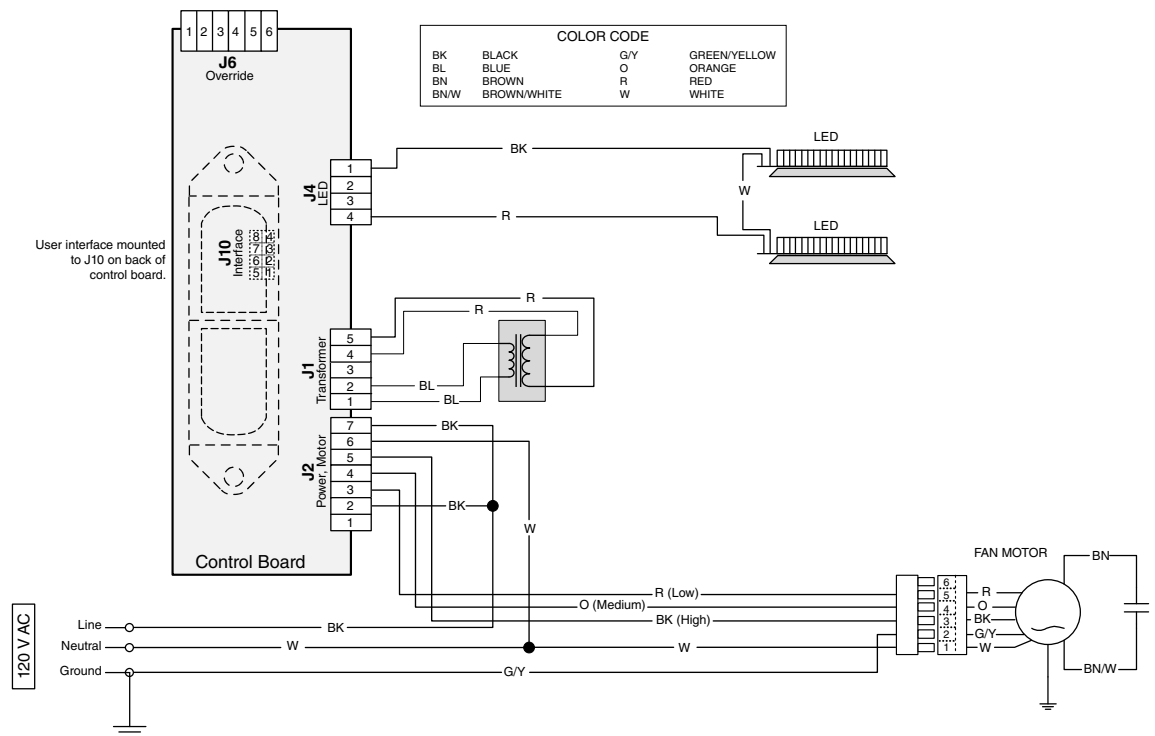 1 2 3 4 5 6
J6
Override
COLOR CODE
BK BLACK G/Y GREEN/YELLOW
BL BLUE O ORANGE
BN BROWN R RED
BN/W BROWN/WHITE W WHITE
LED
BK
1
2
3
4
J4
LED
W
R
LED
User interface mounted
to J10 on back of
control board.
J10
Interface
8 4
7 3
6 2
5 1
R
R
5
4
3
2
1
J1
Transformer
BL
BL
7
6
5
4
3
2
1
J2
Power, Motor
BK
BK
W
Control Board
FAN MOTOR
BN
R (Low)
O (Medium)
BK (High)
6
5
4
3
2
1
R
O
BK
G/Y
W
BN/W
120 V AC
Line
BK
Neutral
W
W
Ground
G/Y